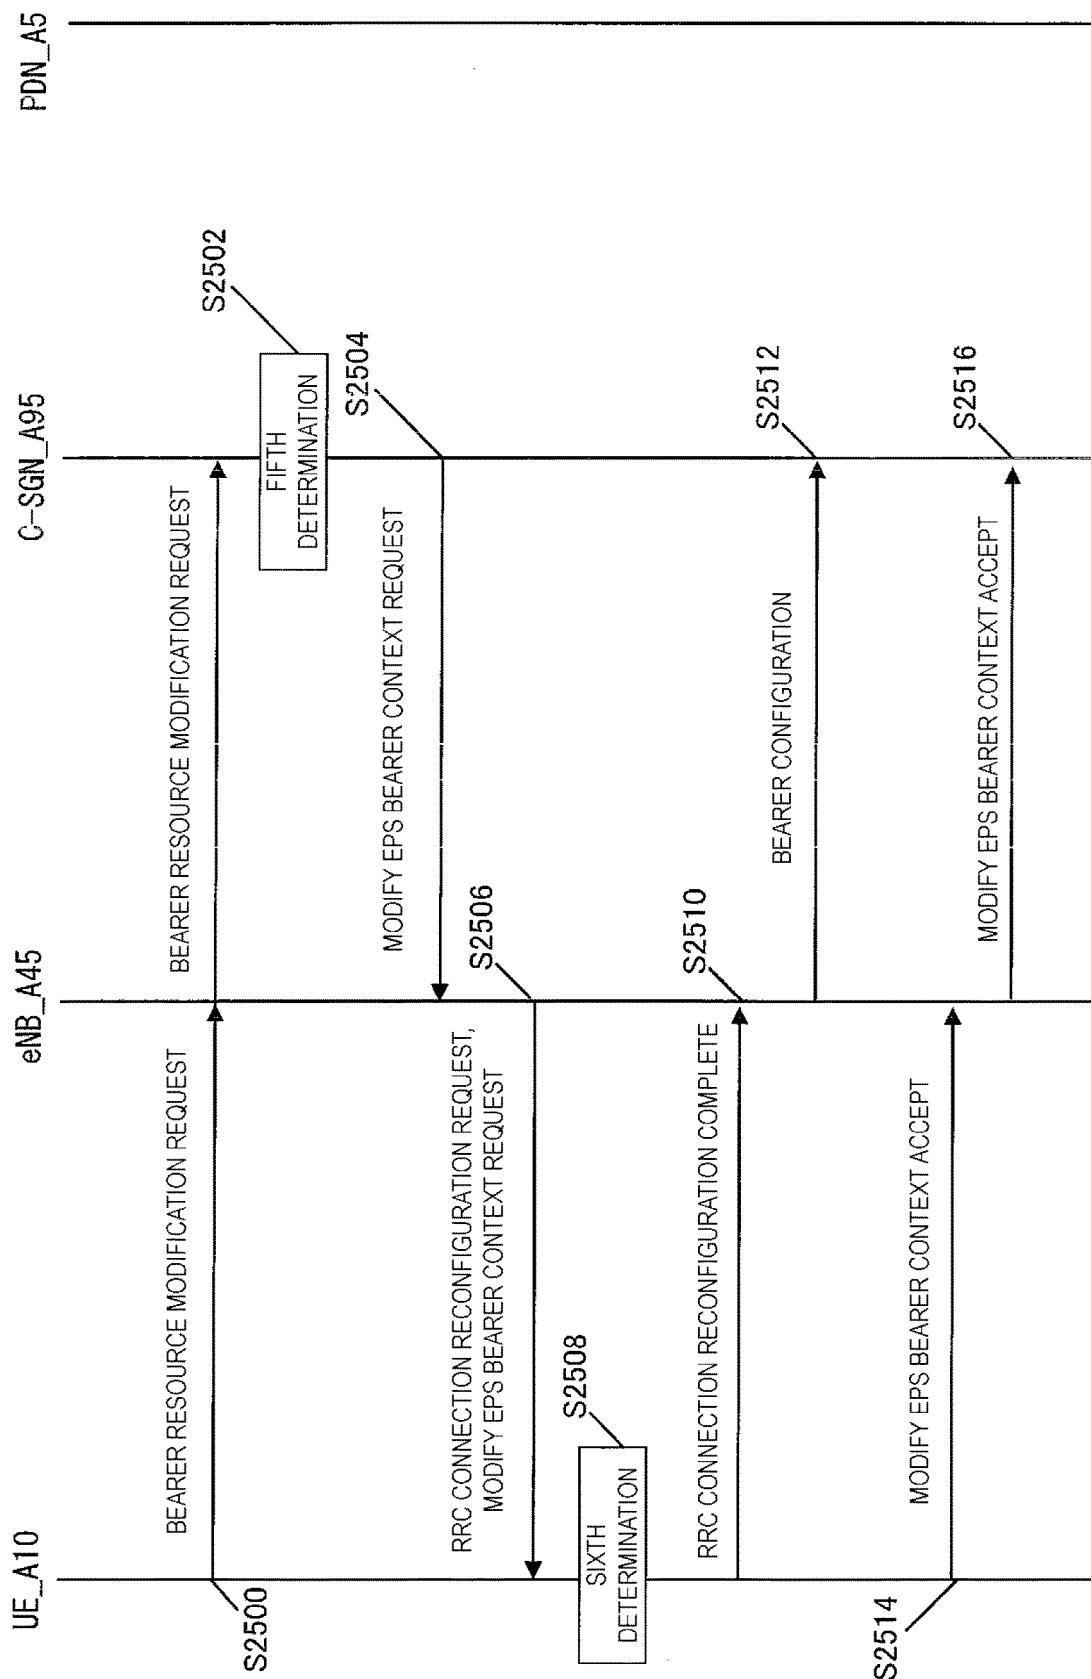 UE_A10
eNB_A45
C-SGN_A95
PDN_A5
BEARER RESOURCE MODIFICATION REQUEST
BEARER RESOURCE MODIFICATION REQUEST
S2500
FIFTH
DETERMINATION
S2502
MODIFY EPS BEARER CONTEXT REQUEST
S2504
RRC CONNECTION RECONFIGURATION REQUEST,
MODIFY EPS BEARER CONTEXT REQUEST
S2506
SIXTH
DETERMINATION
S2508
RRC CONNECTION RECONFIGURATION COMPLETE
S2510
BEARER CONFIGURATION
S2512
MODIFY EPS BEARER CONTEXT ACCEPT
S2514
MODIFY EPS BEARER CONTEXT ACCEPT
S2516